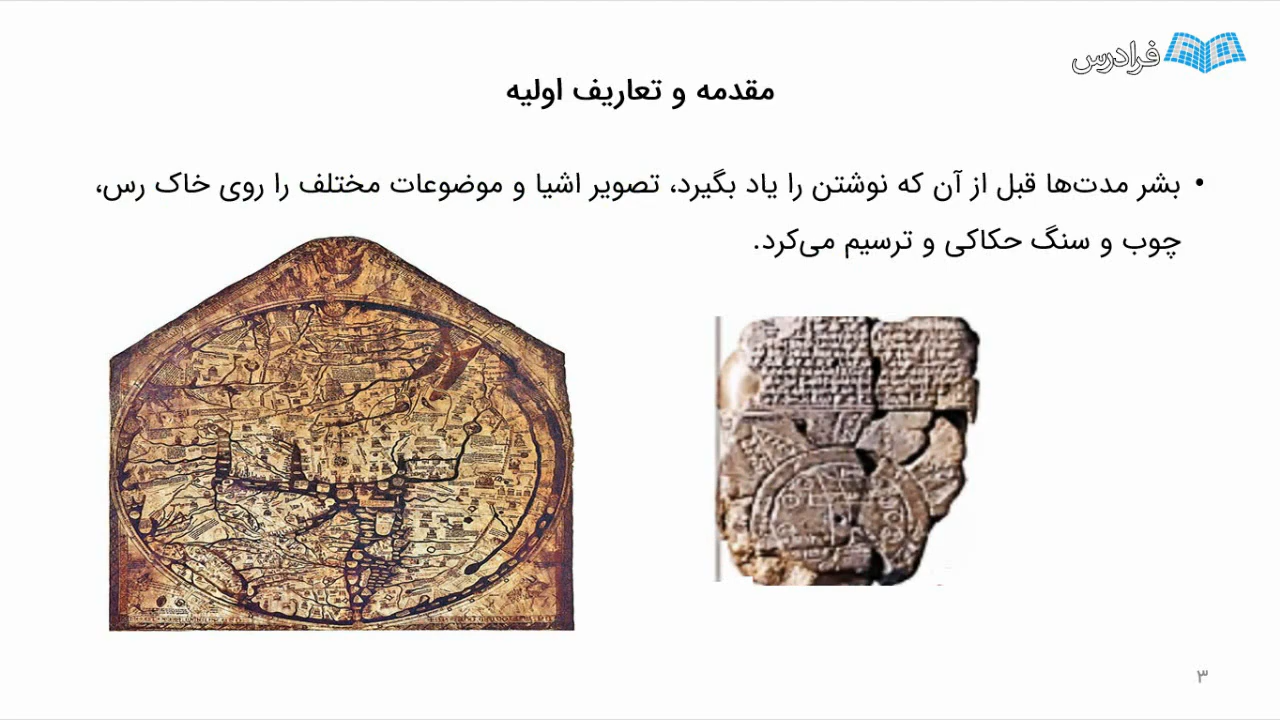 فرادرس
مقدمه و تعاریف اولیه
• بشر مدت‌ها قبل از آن که نوشتن را یاد بگیرد، تصویر اشیا و موضوعات مختلف را روی خاک رس،
چوب و سنگ حکاکی و ترسیم می‌کرد.
۳